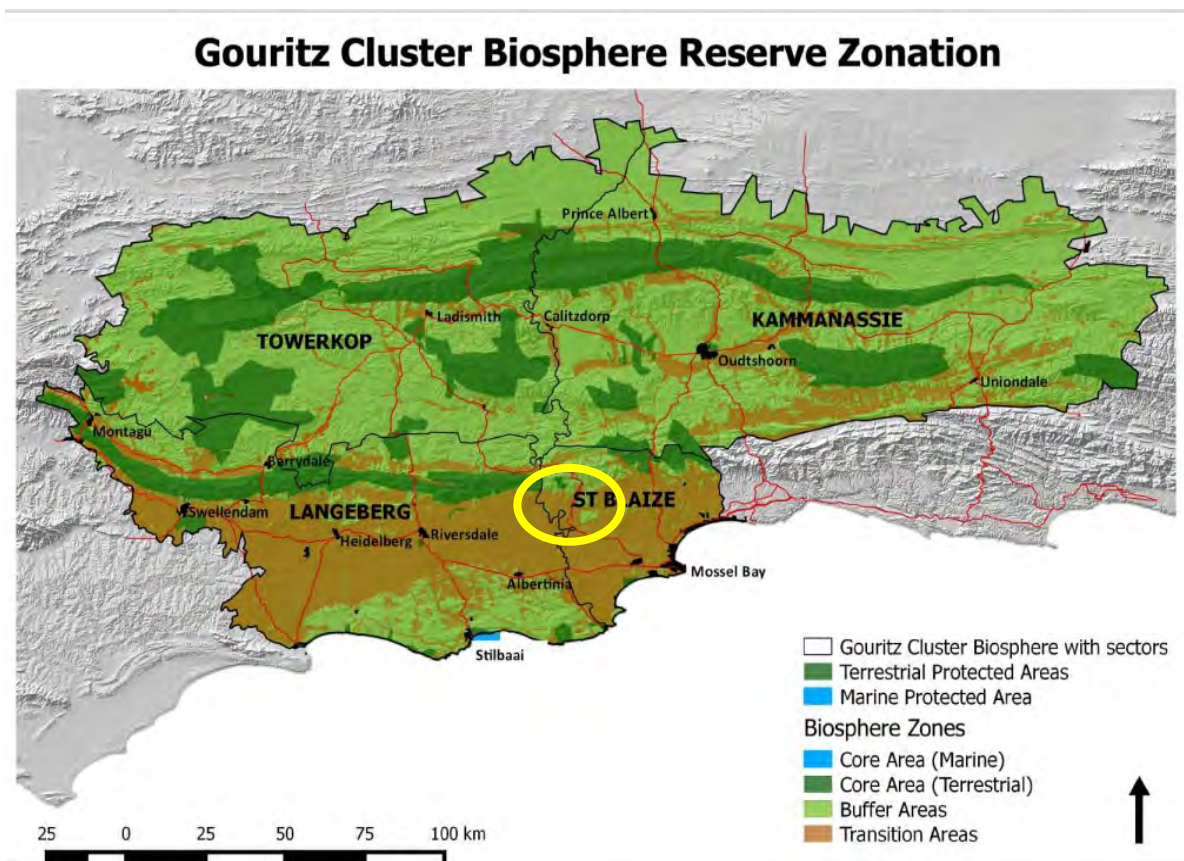 Gouritz Cluster Biosphere Reserve Zonation
Prince Albert
Ladismith
Calitzdorp
KAMMANASSIE
TOWERKOP
Oudtshoorn
Uniondale
Montagu
Barrydale
ST BLAIZE
Swellendam
LANGEBERG
Heidelberg
Riversdale
Albertinia
Mossel Bay
Stilbaai
Gouritz Cluster Biosphere with sectors
Terrestrial Protected Areas
Marine Protected Area
Biosphere Zones
Core Area (Marine)
Core Area (Terrestrial)
Buffer Areas
Transition Areas
25 0 25 50 75 100 km